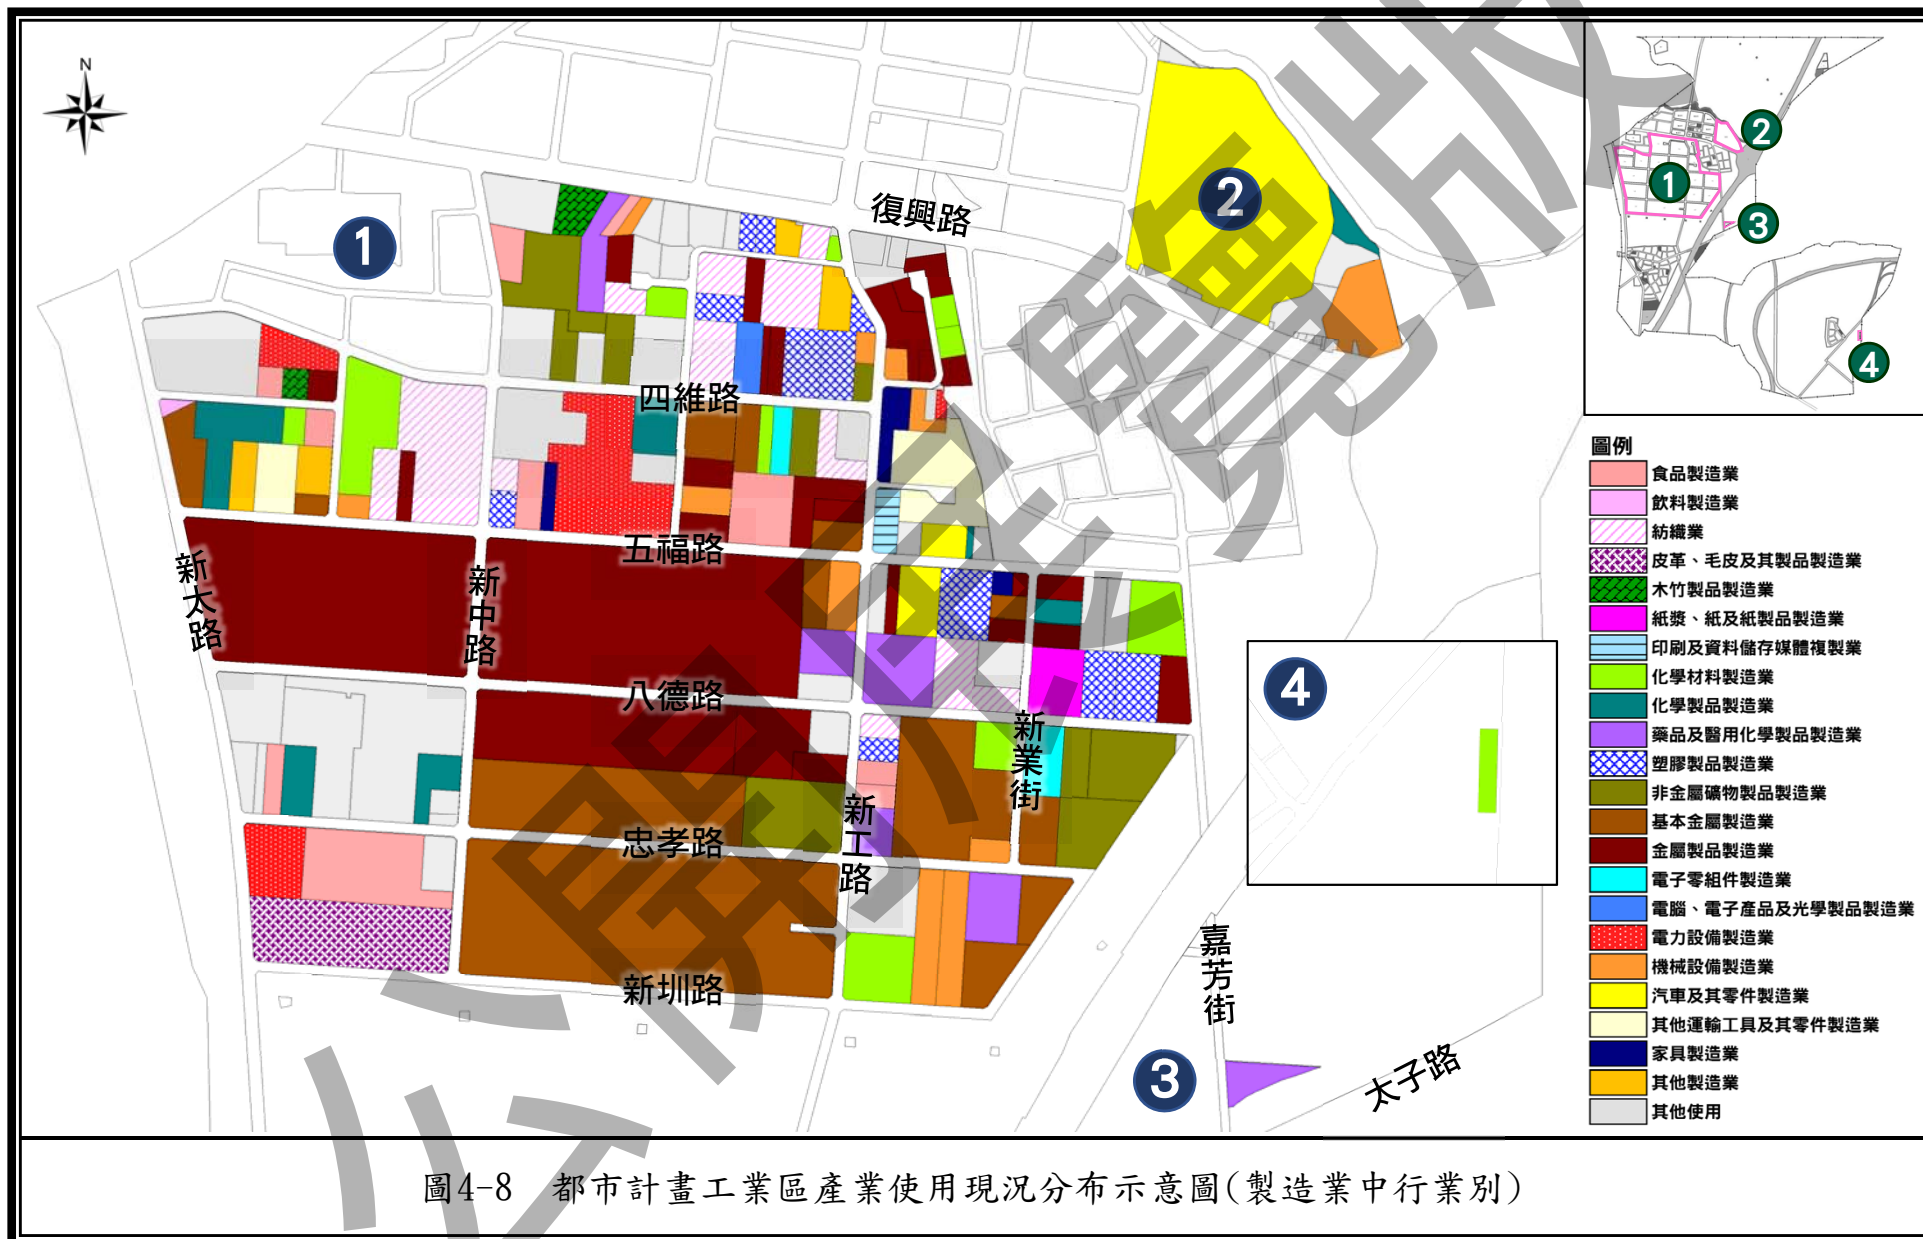 N
復興路
四維路
五福路
八德路
忠孝路
新圳路
新太路
新中路
新工路
新業街
嘉芳街
太子路
1
2
3
4
1
2
3
4
圖例
食品製造業
飲料製造業
紡織業
皮革、毛皮及其製品製造業
木竹製品製造業
紙漿、紙及紙製品製造業
印刷及資料儲存媒體複製業
化學材料製造業
化學製品製造業
藥品及醫用化學製品製造業
塑膠製品製造業
非金屬礦物製品製造業
基本金屬製造業
金屬製品製造業
電子零組件製造業
電腦、電子產品及光學製品製造業
電力設備製造業
機械設備製造業
汽車及其零件製造業
其他運輸工具及其零件製造業
家具製造業
其他製造業
其他使用
圖4-8　都市計畫工業區產業使用現況分布示意圖(製造業中行業別)
公開展覽版